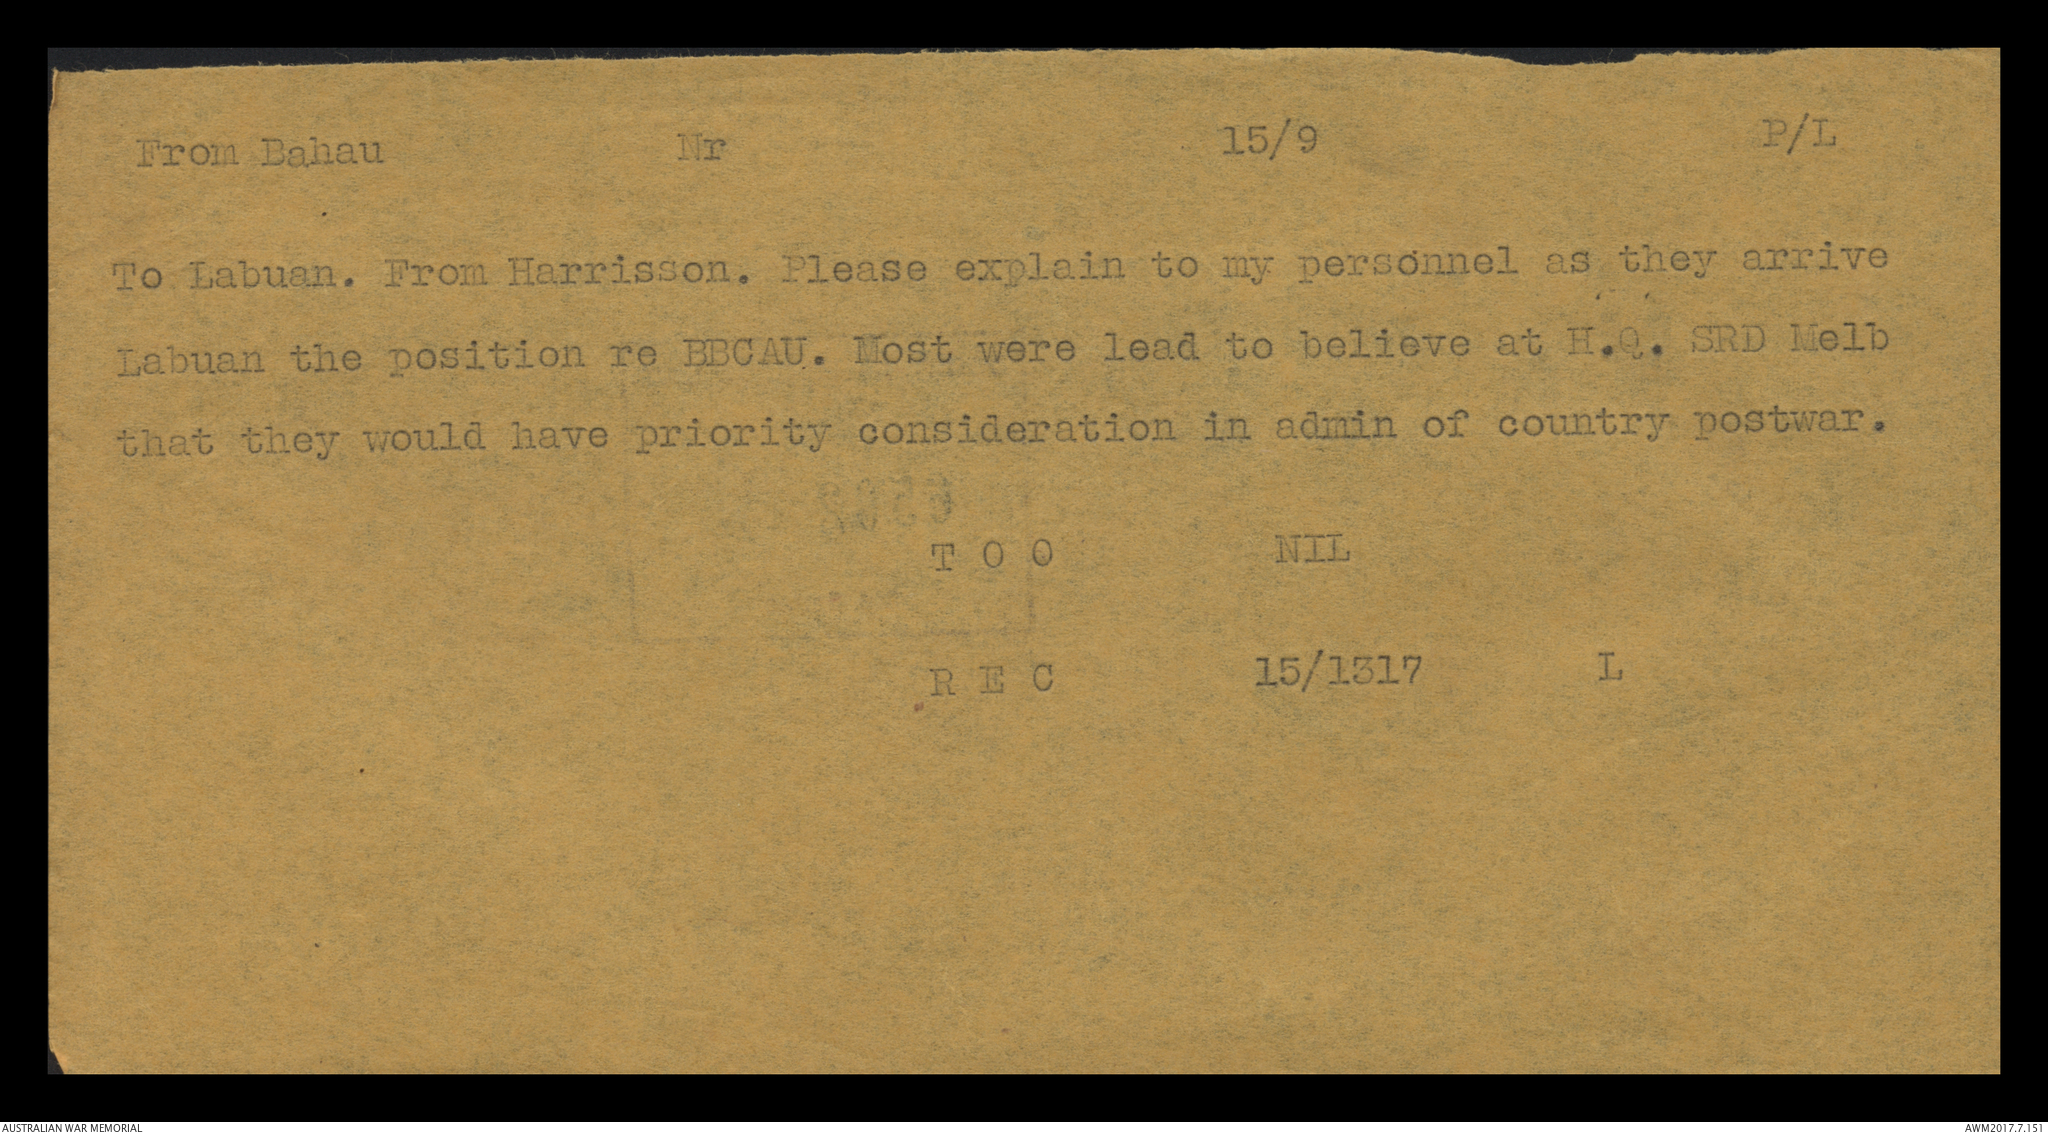 From Bahau Nr 15/9 P/L
To Labuan. From Harrisson. Please explain to my personnel as they arrive
Labuan the position re BBCAU. Most were lead to believe at H.Q. SRD Melb
that they would have priority consideration in admin of country postwar.
T O O NIL
R E C 15/1317 L
AUSTRALIAN WAR MEMORIAL AWM2017.7.151